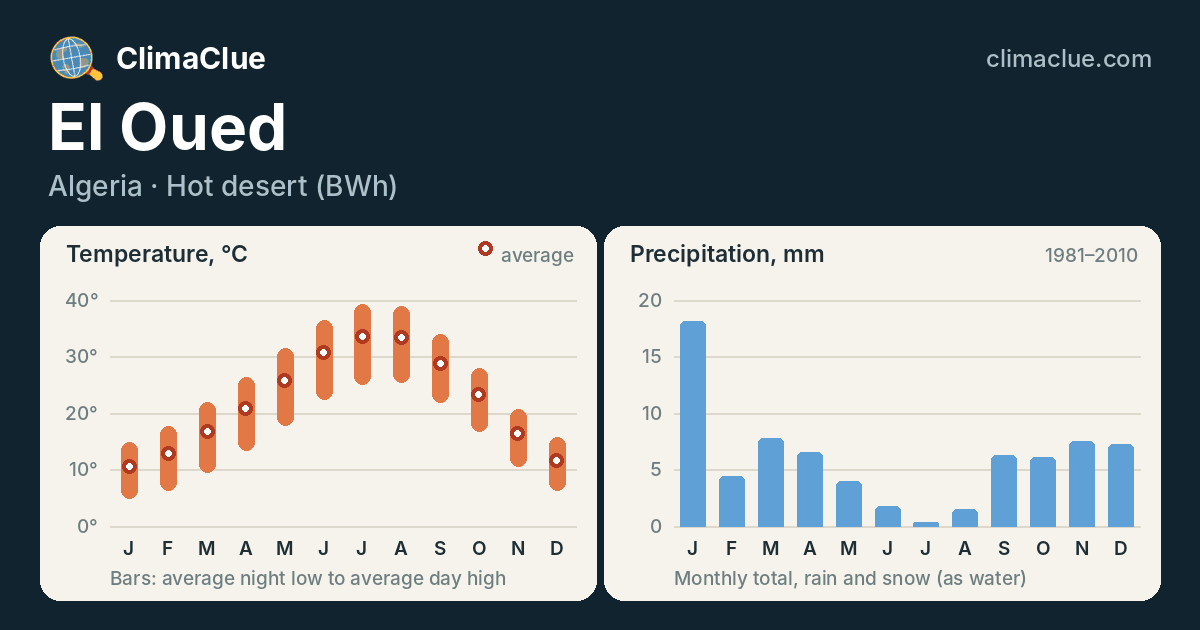 ClimaClue
climaclue.com
El Oued
Algeria · Hot desert (BWh)
Temperature, °C
average
40°
30°
20°
10°
0°
J F M A M J J A S O N D
Bars: average night low to average day high
Precipitation, mm
1981–2010
20
15
10
5
0
J F M A M J J A S O N D
Monthly total, rain and snow (as water)